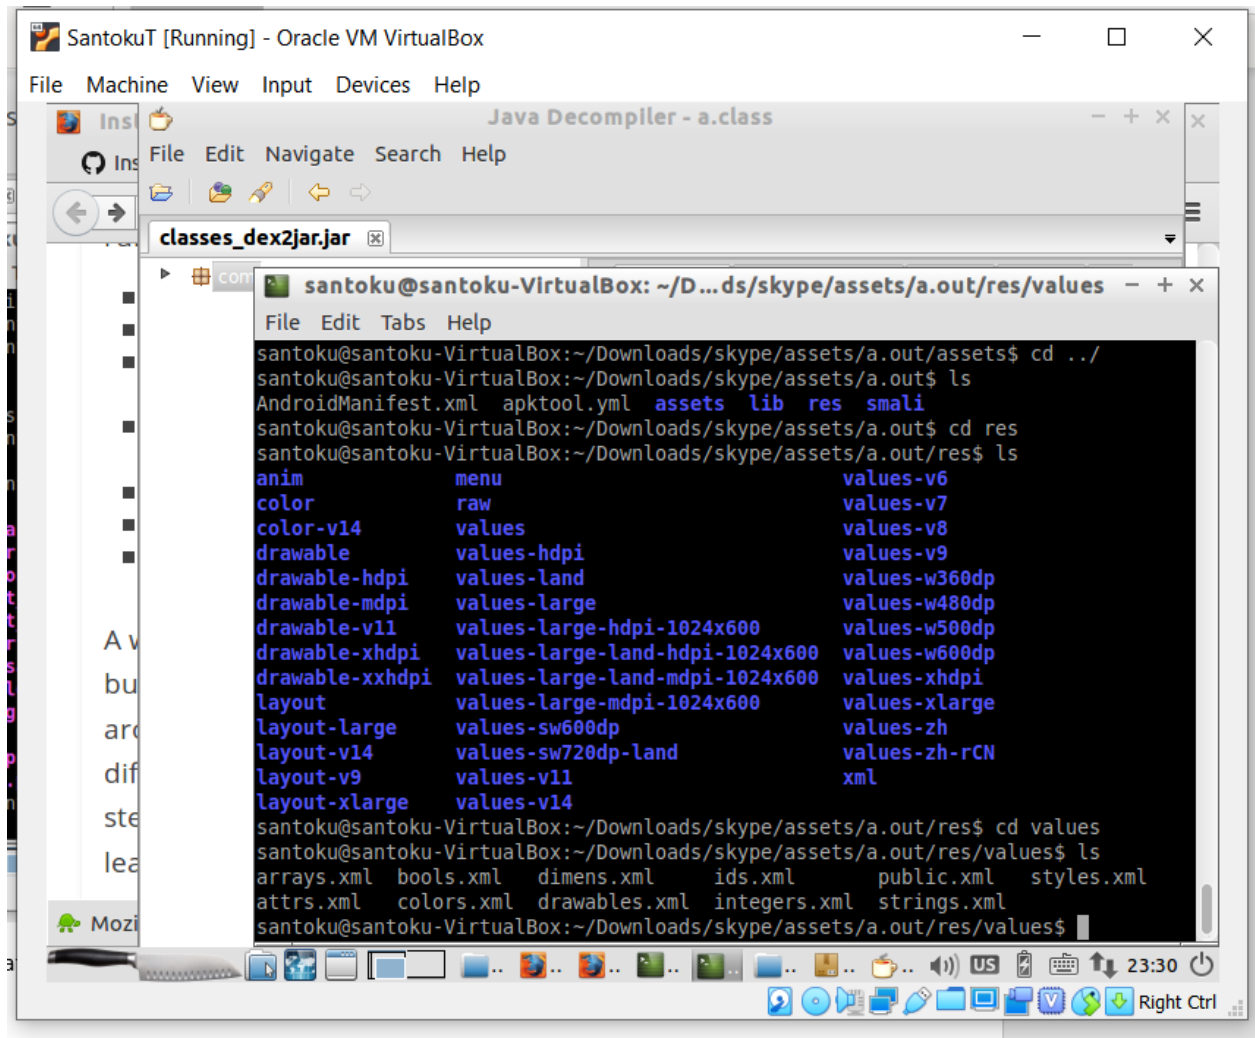 SantokuT [Running] - Oracle VM VirtualBox
File Machine View Input Devices Help
Java Decompiler - a.class
File Edit Navigate Search Help
classes_dex2jar.jar
com
santoku@santoku-VirtualBox: ~/D...ds/skype/assets/a.out/res/values
File Edit Tabs Help
santoku@santoku-VirtualBox:~/Downloads/skype/assets/a.out/assets$ cd ../
santoku@santoku-VirtualBox:~/Downloads/skype/assets/a.out$ ls
AndroidManifest.xml apktool.yml assets lib res smali
santoku@santoku-VirtualBox:~/Downloads/skype/assets/a.out$ cd res
santoku@santoku-VirtualBox:~/Downloads/skype/assets/a.out/res$ ls
anim menu values-v6
color raw values-v7
color-v14 values values-v8
drawable values-hdpi values-v9
drawable-hdpi values-land values-w360dp
drawable-mdpi values-large values-w480dp
drawable-v11 values-large-hdpi-1024x600 values-w500dp
drawable-xhdpi values-large-land-hdpi-1024x600 values-w600dp
drawable-xxhdpi values-large-land-mdpi-1024x600 values-xhdpi
layout values-large-mdpi-1024x600 values-xlarge
layout-large values-sw600dp values-zh
layout-v14 values-sw720dp-land values-zh-rCN
layout-v9 values-v11 xml
layout-xlarge values-v14
santoku@santoku-VirtualBox:~/Downloads/skype/assets/a.out/res$ cd values
santoku@santoku-VirtualBox:~/Downloads/skype/assets/a.out/res/values$ ls
arrays.xml bools.xml dimens.xml ids.xml public.xml styles.xml
attrs.xml colors.xml drawables.xml integers.xml strings.xml
santoku@santoku-VirtualBox:~/Downloads/skype/assets/a.out/res/values$
Mozi
US 23:30
Right Ctrl